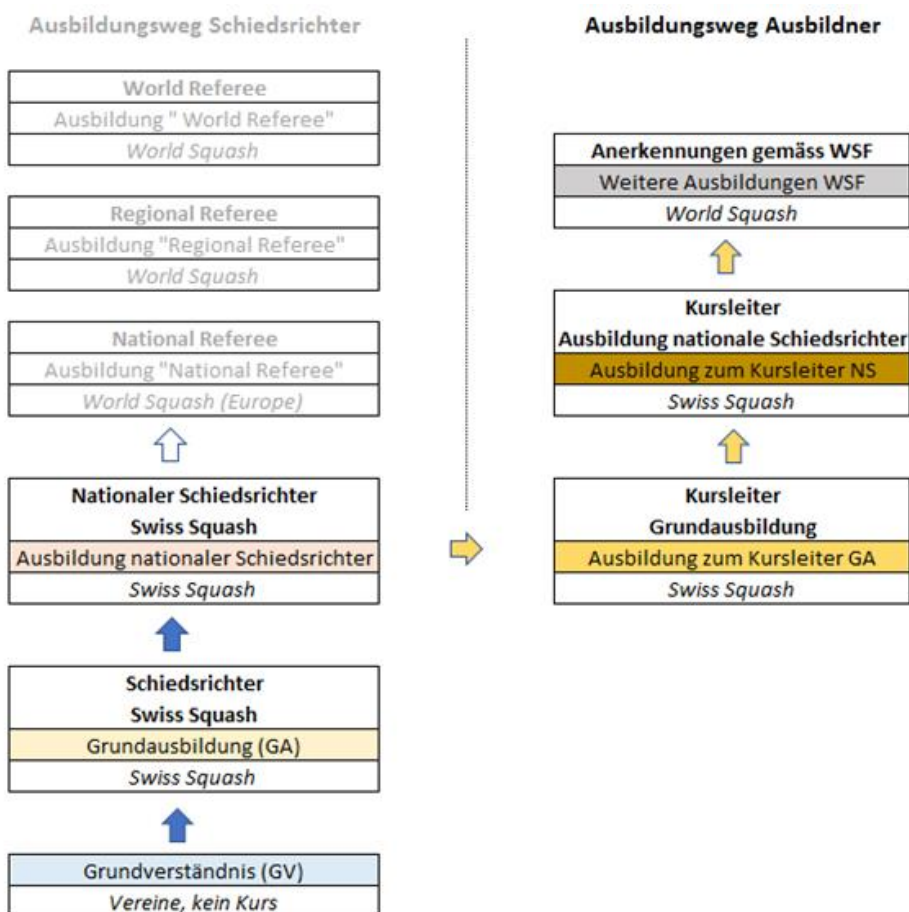 Ausbildungsweg Schiedsrichter
World Referee
Ausbildung " World Referee"
World Squash
Regional Referee
Ausbildung "Regional Referee"
World Squash
National Referee
Ausbildung "National Referee"
World Squash (Europe)
Nationaler Schiedsrichter
Swiss Squash
Ausbildung nationaler Schiedsrichter
Swiss Squash
Schiedsrichter
Swiss Squash
Grundausbildung (GA)
Swiss Squash
Grundverständnis (GV)
Vereine, kein Kurs
Ausbildungsweg Ausbildner
Anerkennungen gemäss WSF
Weitere Ausbildungen WSF
World Squash
Kursleiter
Ausbildung nationale Schiedsrichter
Ausbildung zum Kursleiter NS
Swiss Squash
Kursleiter
Grundausbildung
Ausbildung zum Kursleiter GA
Swiss Squash